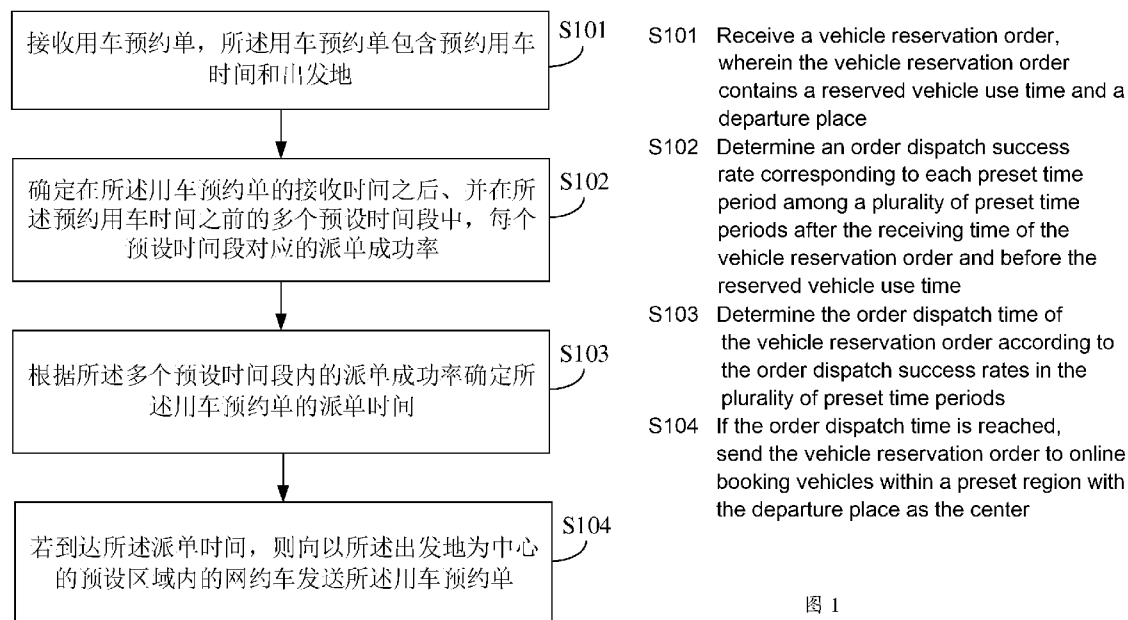 接收用车预约单，所述用车预约单包含预约用车
时间和出发地
S101
确定在所述用车预约单的接收时间之后、并在所
述预约用车时间之前的多个预设时间段中，每个
预设时间段对应的派单成功率
S102
根据所述多个预设时间段内的派单成功率确定所
述用车预约单的派单时间
S103
若到达所述派单时间，则向以所述出发地为中心
的预设区域内的网约车发送所述用车预约单
S104
S101 Receive a vehicle reservation order,
wherein the vehicle reservation order
contains a reserved vehicle use time and a
departure place
S102 Determine an order dispatch success
rate corresponding to each preset time
period among a plurality of preset time
periods after the receiving time of the
vehicle reservation order and before the
reserved vehicle use time
S103 Determine the order dispatch time of
the vehicle reservation order according to
the order dispatch success rates in the
plurality of preset time periods
S104 If the order dispatch time is reached,
send the vehicle reservation order to online
booking vehicles within a preset region with
the departure place as the center
图 1